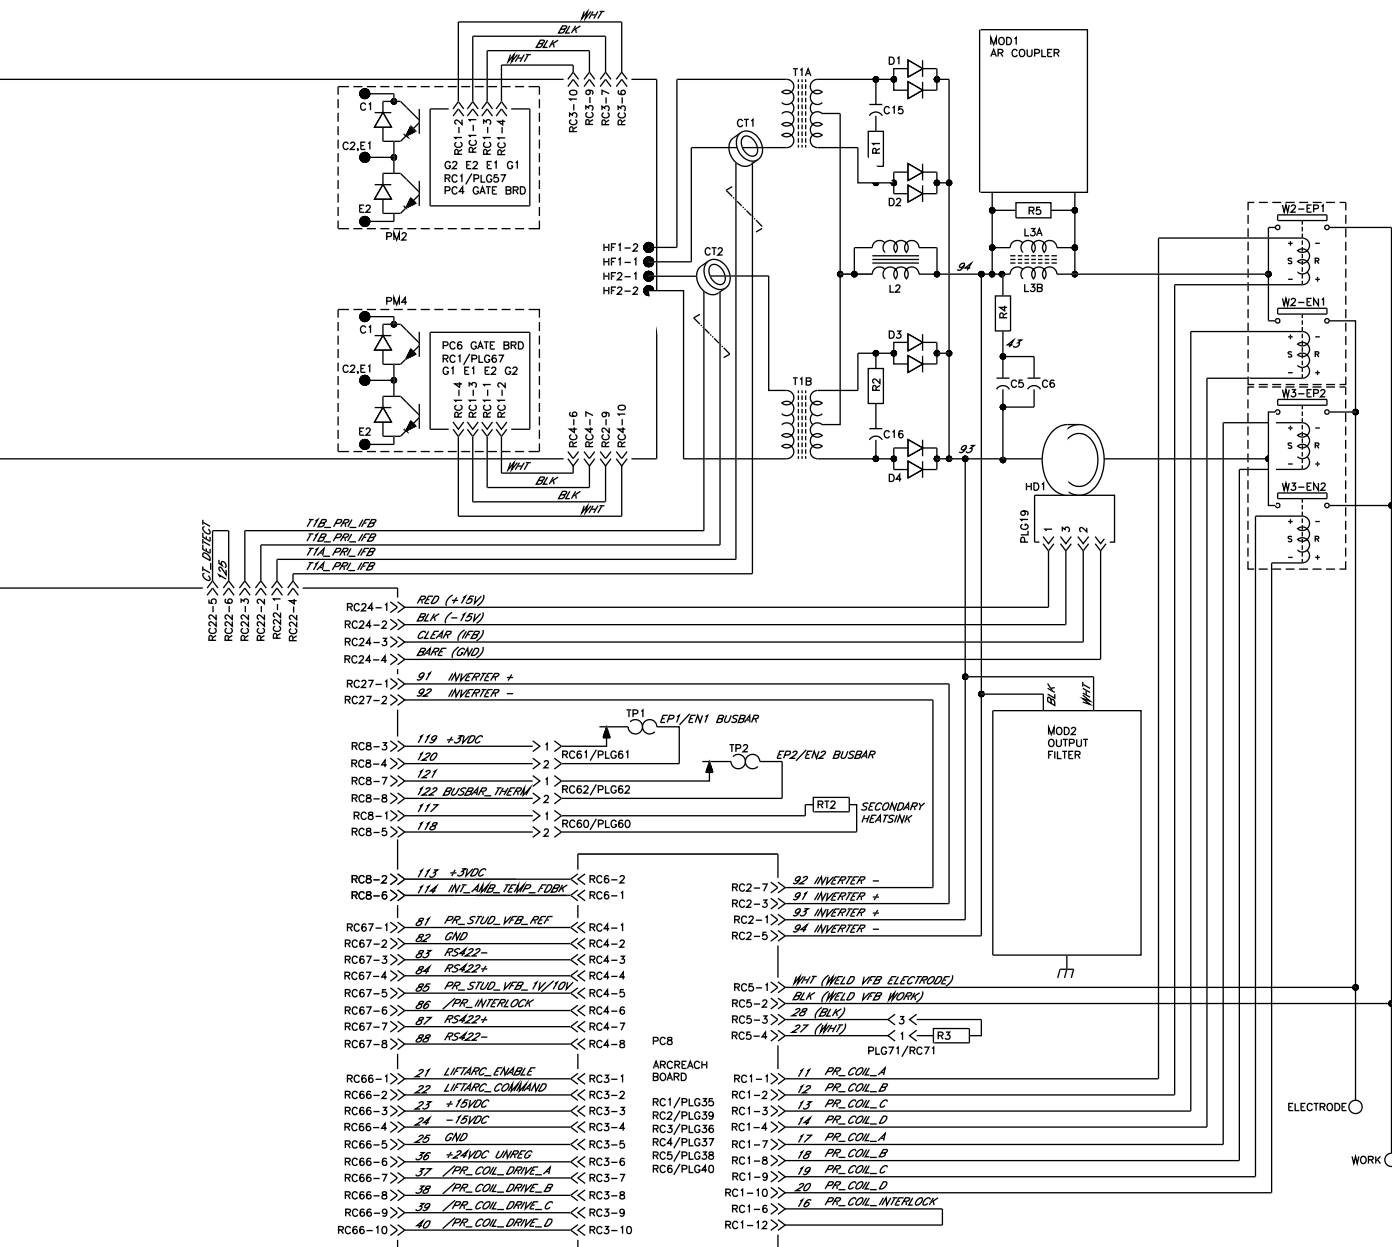 WHT
BLK
BLK
WHT
RC3-10
RC3-9
RC3-7
RC3-6
C1
C2,E1
E2
RC1-2
RC1-1
RC1-3
RC1-4
G2 E2 E1 G1
RC1/PLG57
PC4 GATE BRD
PM2
HF1-2
HF1-1
HF2-1
HF2-2
CT1
CT2
T1A
D1
C15
R1
D2
MOD1
AR COUPLER
R5
L3A
L3B
L2
94
R4
43
C5
C6
W2-EP1
+
-
S
R
-
+
W2-EN1
+
-
S
R
-
+
W3-EP2
+
-
S
R
-
+
W3-EN2
+
-
S
R
-
+
PM4
C1
C2,E1
E2
PC6 GATE BRD
RC1/PLG67
G1 E1 E2 G2
RC1-4
RC1-3
RC1-1
RC1-2
RC4-6
RC4-7
RC2-9
RC4-10
WHT
BLK
BLK
WHT
T1B
D3
R2
C16
D4
93
HD1
PLG19
1
3
2
CT_DETECT
125
T1B_PRI_IFB
T1B_PRI_IFB
T1A_PRI_IFB
T1A_PRI_IFB
RC22-5
RC22-6
RC22-3
RC22-2
RC22-1
RC22-4
RC24-1 RED (+15V)
RC24-2 BLK (-15V)
RC24-3 CLEAR (IFB)
RC24-4 BARE (GND)
RC27-1 91 INVERTER +
RC27-2 92 INVERTER -
RC8-3 119 +3VDC 1
RC8-4 120 2
RC61/PLG61
TP1
EP1/EN1 BUSBAR
RC8-7 121 1
RC8-8 122 BUSBAR_THERM 2
RC62/PLG62
TP2
EP2/EN2 BUSBAR
RC8-1 117 1
RC8-5 118 2
RC60/PLG60
RT2
SECONDARY
HEATSINK
BLK
WHT
MOD2
OUTPUT
FILTER
RC8-2 113 +3VDC RC6-2
RC8-6 114 INT_AMB_TEMP_FDBK RC6-1
RC67-1 81 PR_STUD_VFB_REF RC4-1
RC67-2 82 GND RC4-2
RC67-3 83 RS422- RC4-3
RC67-4 84 RS422+ RC4-4
RC67-5 85 PR_STUD_VFB_1V/10V RC4-5
RC67-6 86 /PR_INTERLOCK RC4-6
RC67-7 87 RS422+ RC4-7
RC67-8 88 RS422- RC4-8
RC66-1 21 LIFTARC_ENABLE RC3-1
RC66-2 22 LIFTARC_COMMAND RC3-2
RC66-3 23 +15VDC RC3-3
RC66-4 24 -15VDC RC3-4
RC66-5 25 GND RC3-5
RC66-6 36 +24VDC UNREG RC3-6
RC66-7 37 /PR_COIL_DRIVE_A RC3-7
RC66-8 38 /PR_COIL_DRIVE_B RC3-8
RC66-9 39 /PR_COIL_DRIVE_C RC3-9
RC66-10 40 /PR_COIL_DRIVE_D RC3-10
PC8
ARCREACH
BOARD
RC1/PLG35
RC2/PLG39
RC3/PLG36
RC4/PLG37
RC5/PLG38
RC6/PLG40
RC2-7 92 INVERTER -
RC2-3 91 INVERTER +
RC2-1 93 INVERTER +
RC2-5 94 INVERTER -
RC5-1 WHT (WELD VFB ELECTRODE)
RC5-2 BLK (WELD VFB WORK)
RC5-3 28 (BLK) 3
RC5-4 27 (WHT) 1 R3
PLG71/RC71
RC1-1 11 PR_COIL_A
RC1-2 12 PR_COIL_B
RC1-3 13 PR_COIL_C
RC1-4 14 PR_COIL_D
RC1-7 17 PR_COIL_A
RC1-8 18 PR_COIL_B
RC1-9 19 PR_COIL_C
RC1-10 20 PR_COIL_D
RC1-6 16 PR_COIL_INTERLOCK
RC1-12
ELECTRODE
WORK